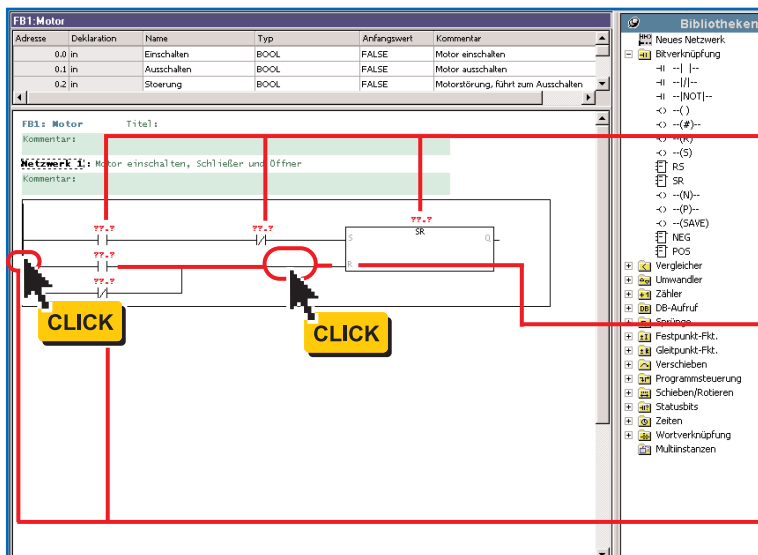 FB1:Motor
Adresse Deklaration Name Typ Anfangswert Kommentar
0.0 in Einschalten BOOL FALSE Motor einschalten
0.1 in Ausschalten BOOL FALSE Motor ausschalten
0.2 in Stoerung BOOL FALSE Motorstörung, führt zum Ausschalten
FB1: Motor Titel:
Kommentar:
Netzwerk 1: Motor einschalten, Schließer und Öffner
Kommentar:
??.? ??.? ??.?
SR
S Q
??.?
R
??.?
CLICK
CLICK
Bibliotheken
Neues Netzwerk
Bitverknüpfung
--| |--
--|/|--
--|NOT|--
--( )
--(#)--
--(R)
--(S)
RS
SR
--(N)--
--(P)--
--(SAVE)
NEG
POS
Vergleicher
Umwandler
Zähler
DB-Aufruf
Sprünge
Festpunkt-Fkt.
Gleitpunkt-Fkt.
Verschieben
Programmsteuerung
Schieben/Rotieren
Statusbits
Zeiten
Wortverknüpfung
Multiinstanzen